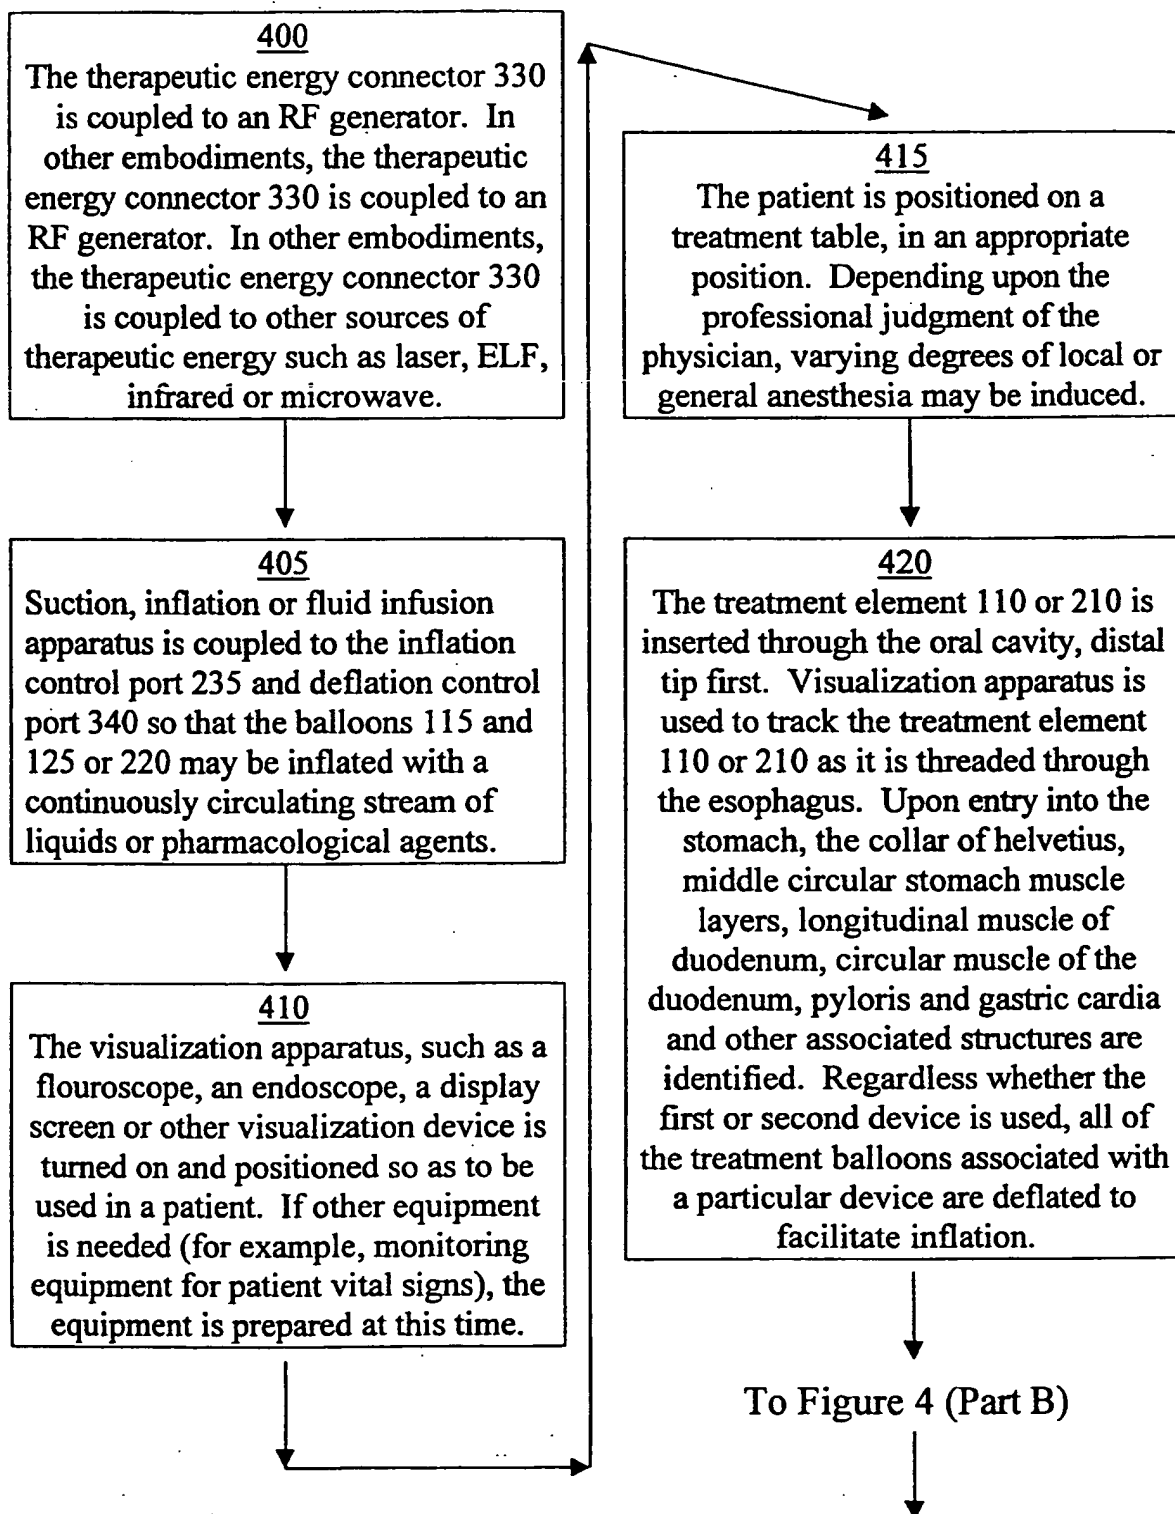 400
The therapeutic energy connector 330
is coupled to an RF generator. In
other embodiments, the therapeutic
energy connector 330 is coupled to an
RF generator. In other embodiments,
the therapeutic energy connector 330
is coupled to other sources of
therapeutic energy such as laser, ELF,
infrared or microwave.
405
Suction, inflation or fluid infusion
apparatus is coupled to the inflation
control port 235 and deflation control
port 340 so that the balloons 115 and
125 or 220 may be inflated with a
continuously circulating stream of
liquids or pharmacological agents.
410
The visualization apparatus, such as a
flouroscope, an endoscope, a display
screen or other visualization device is
turned on and positioned so as to be
used in a patient. If other equipment
is needed (for example, monitoring
equipment for patient vital signs), the
equipment is prepared at this time.
415
The patient is positioned on a
treatment table, in an appropriate
position. Depending upon the
professional judgment of the
physician, varying degrees of local or
general anesthesia may be induced.
420
The treatment element 110 or 210 is
inserted through the oral cavity, distal
tip first. Visualization apparatus is
used to track the treatment element
110 or 210 as it is threaded through
the esophagus. Upon entry into the
stomach, the collar of helvetius,
middle circular stomach muscle
layers, longitudinal muscle of
duodenum, circular muscle of the
duodenum, pyloris and gastric cardia
and other associated structures are
identified. Regardless whether the
first or second device is used, all of
the treatment balloons associated with
a particular device are deflated to
facilitate inflation.
To Figure 4 (Part B)